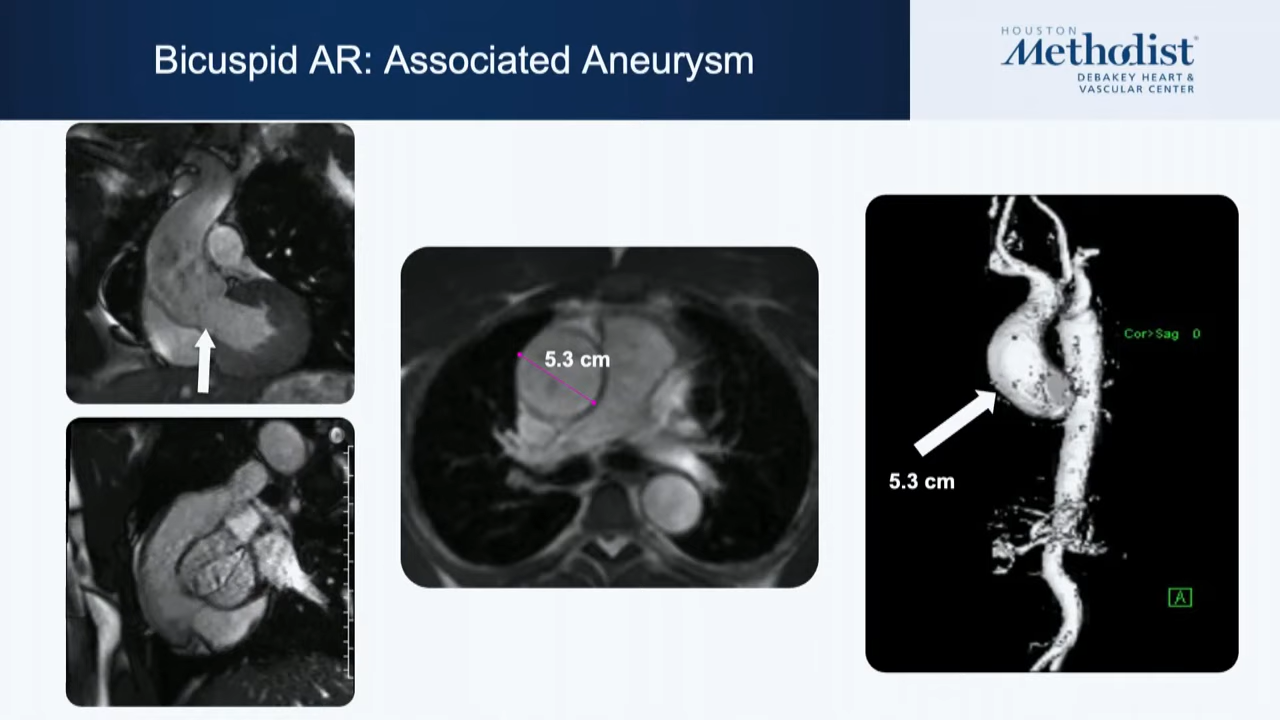 Bicuspid AR: Associated Aneurysm
HOUSTON
Methodist
DEBAKEY HEART &
VASCULAR CENTER
5.3 cm
Cor>Sag 0
5.3 cm
A